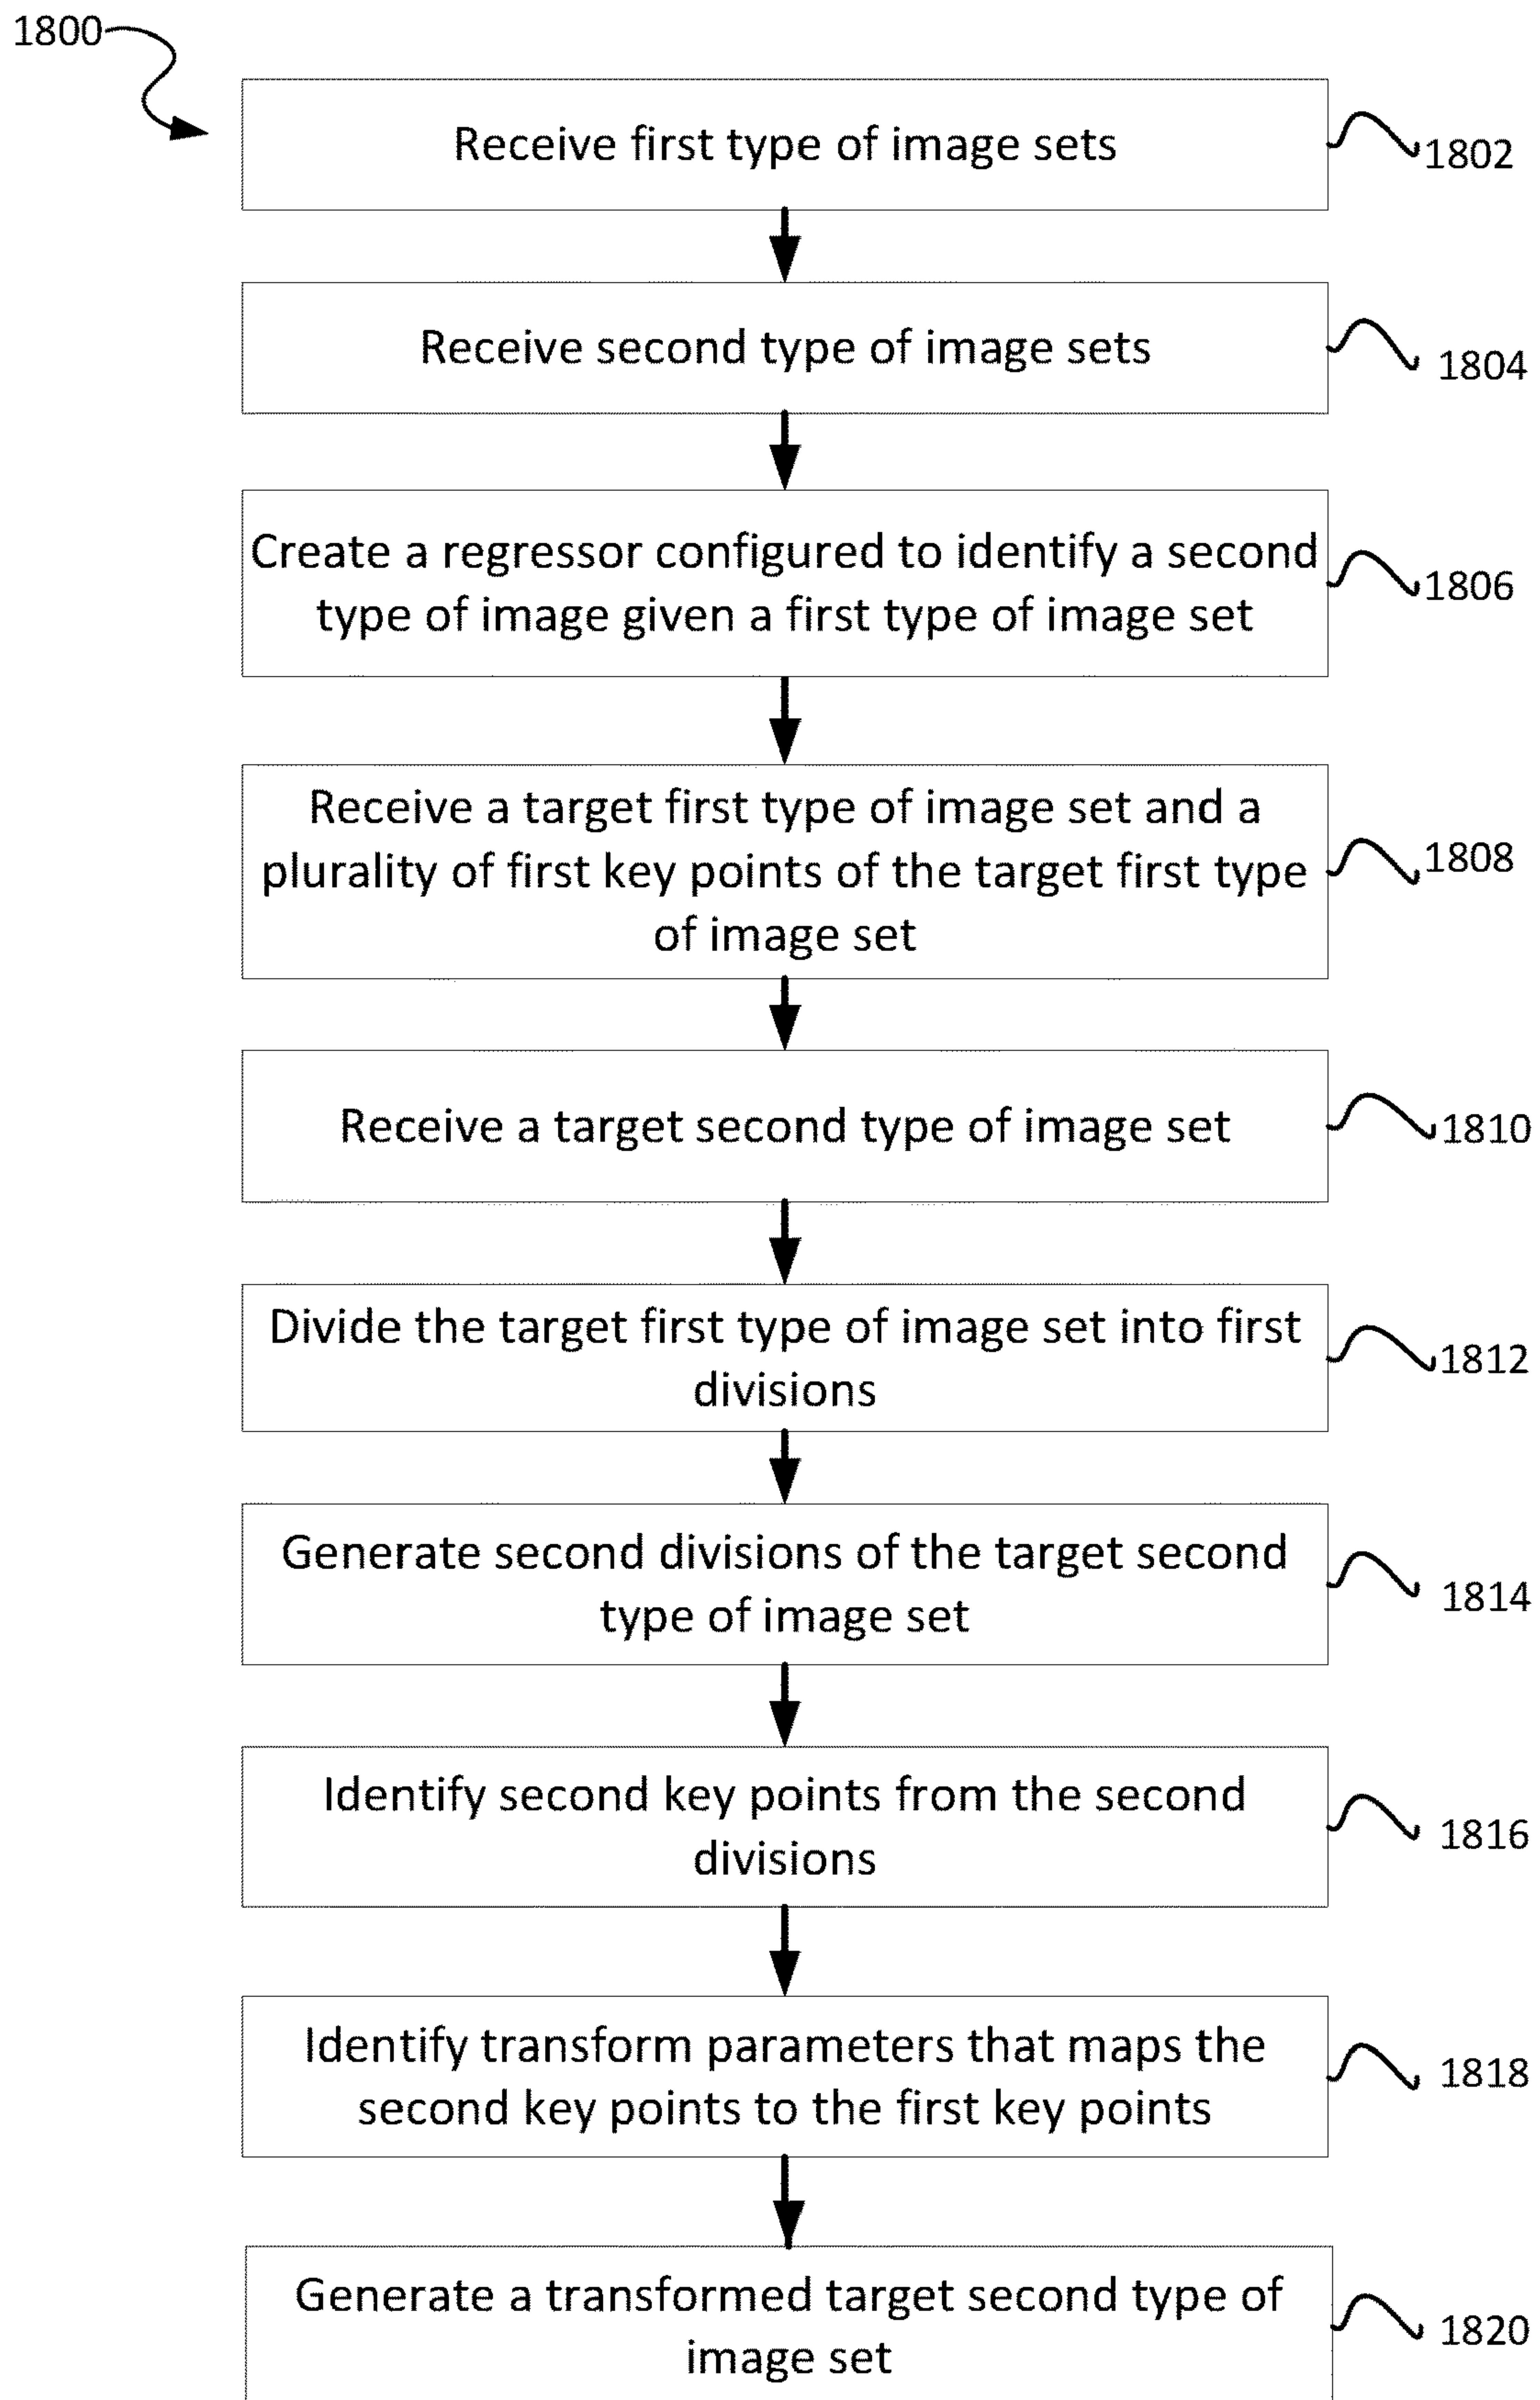 1800
Receive first type of image sets
1802
Receive second type of image sets
1804
Create a regressor configured to identify a second
type of image given a first type of image set
1806
Receive a target first type of image set and a
plurality of first key points of the target first type
of image set
1808
Receive a target second type of image set
1810
Divide the target first type of image set into first
divisions
1812
Generate second divisions of the target second
type of image set
1814
Identify second key points from the second
divisions
1816
Identify transform parameters that maps the
second key points to the first key points
1818
Generate a transformed target second type of
image set
1820